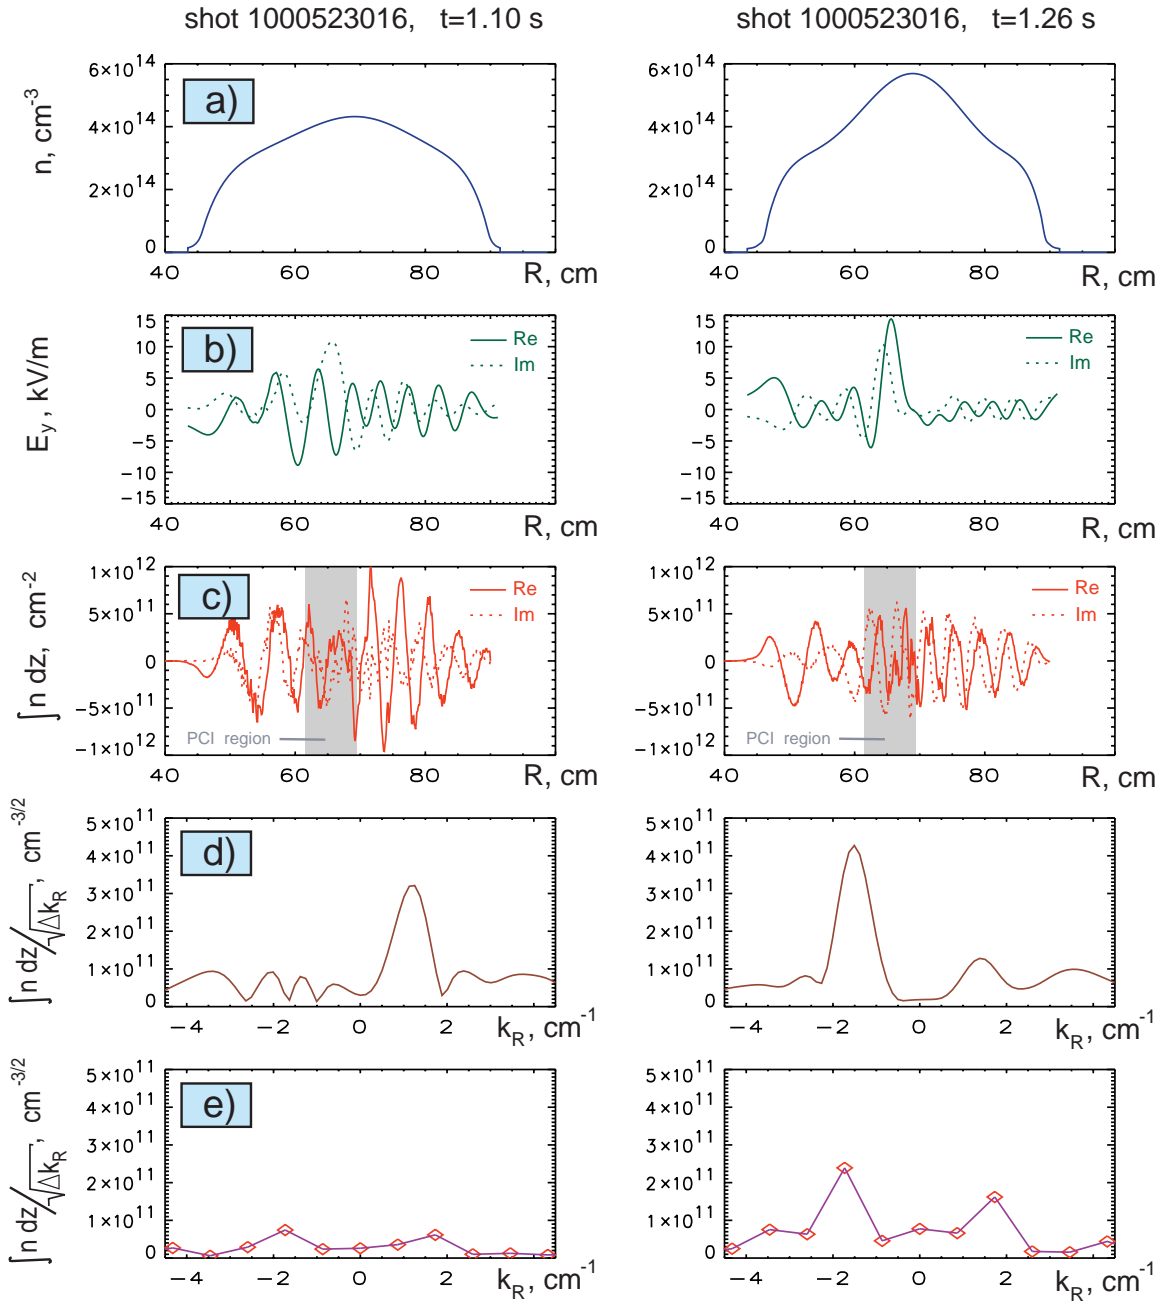 shot 1000523016, t=1.10 s
shot 1000523016, t=1.26 s
a)
n, cm-3
6×10 14
4×10 14
2×10 14
0
40 60 80
R, cm
6×10 14
4×10 14
2×10 14
0
40 60 80
R, cm
b)
Ey, kV/m
15
10
5
0
−5
−10
−15
Re
Im
40 60 80
R, cm
15
10
5
0
−5
−10
−15
Re
Im
40 60 80
R, cm
c)
∫ n dz, cm-2
1×10 12
5×10 11
0
−5×10 11
−1×10 12
Re
Im
PCI region
40 60 80
R, cm
1×10 12
5×10 11
0
−5×10 11
−1×10 12
Re
Im
PCI region
40 60 80
R, cm
d)
∫ n dz/√ΔkR, cm-3/2
5×10 11
4×10 11
3×10 11
2×10 11
1×10 11
0
−4 −2 0 2
kR, cm-1
5×10 11
4×10 11
3×10 11
2×10 11
1×10 11
0
−4 −2 0 2
kR, cm-1
e)
∫ n dz/√ΔkR, cm-3/2
5×10 11
4×10 11
3×10 11
2×10 11
1×10 11
0
−4 −2 0 2
kR, cm-1
5×10 11
4×10 11
3×10 11
2×10 11
1×10 11
0
−4 −2 0 2
kR, cm-1